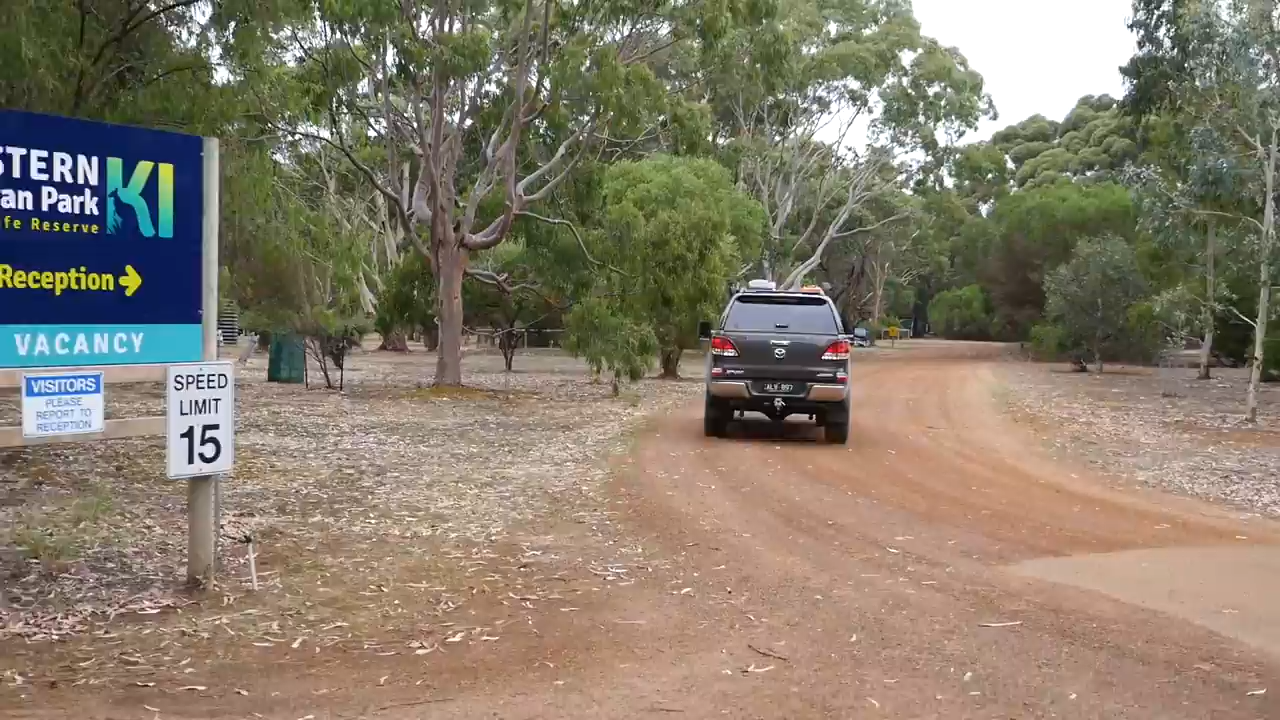 STERN
an Park
fe Reserve
KI
Reception
VACANCY
VISITORS
PLEASE
REPORT TO
RECEPTION
SPEED
LIMIT
15